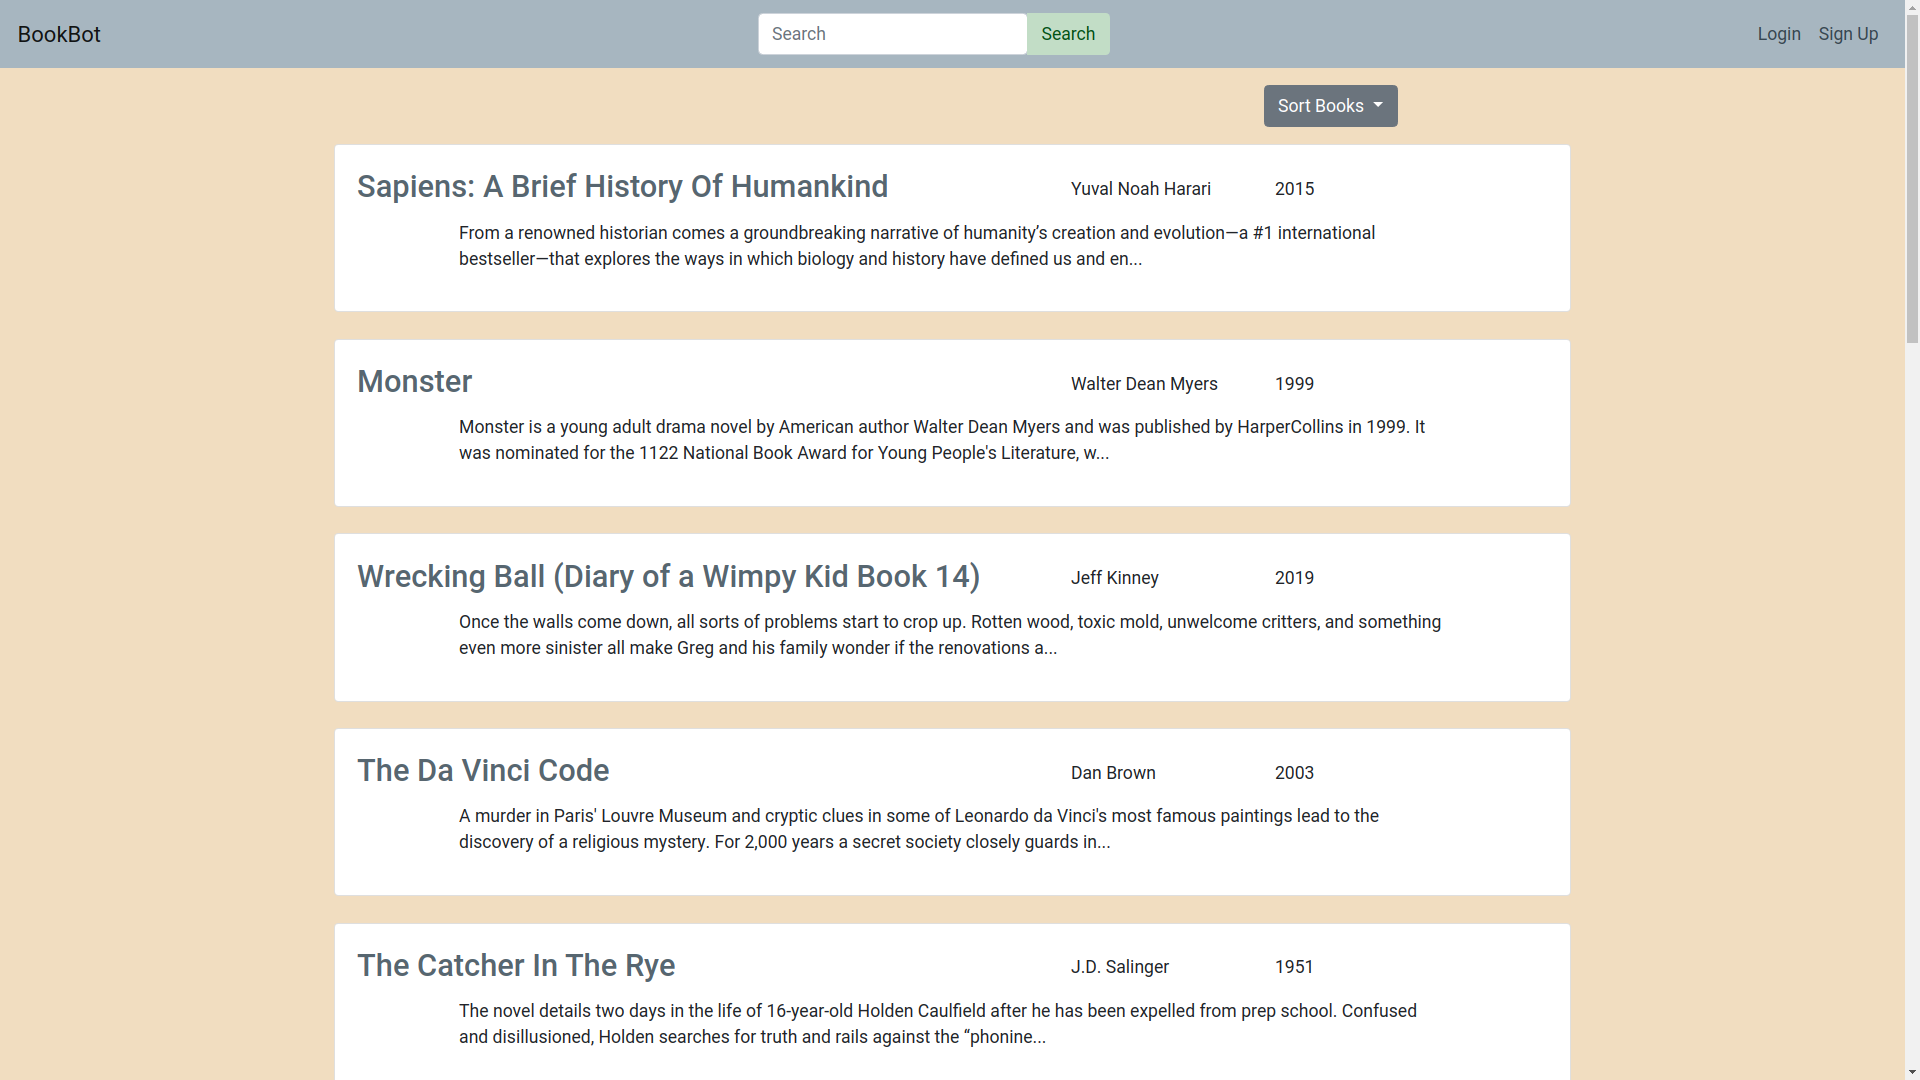 BookBot
Search
Search
Login
Sign Up
Sort Books
Sapiens: A Brief History Of Humankind
Yuval Noah Harari
2015
From a renowned historian comes a groundbreaking narrative of humanity’s creation and evolution—a #1 international
bestseller—that explores the ways in which biology and history have defined us and en...
Monster
Walter Dean Myers
1999
Monster is a young adult drama novel by American author Walter Dean Myers and was published by HarperCollins in 1999. It
was nominated for the 1122 National Book Award for Young People's Literature, w...
Wrecking Ball (Diary of a Wimpy Kid Book 14)
Jeff Kinney
2019
Once the walls come down, all sorts of problems start to crop up. Rotten wood, toxic mold, unwelcome critters, and something
even more sinister all make Greg and his family wonder if the renovations a...
The Da Vinci Code
Dan Brown
2003
A murder in Paris' Louvre Museum and cryptic clues in some of Leonardo da Vinci's most famous paintings lead to the
discovery of a religious mystery. For 2,000 years a secret society closely guards in...
The Catcher In The Rye
J.D. Salinger
1951
The novel details two days in the life of 16-year-old Holden Caulfield after he has been expelled from prep school. Confused
and disillusioned, Holden searches for truth and rails against the “phonine...